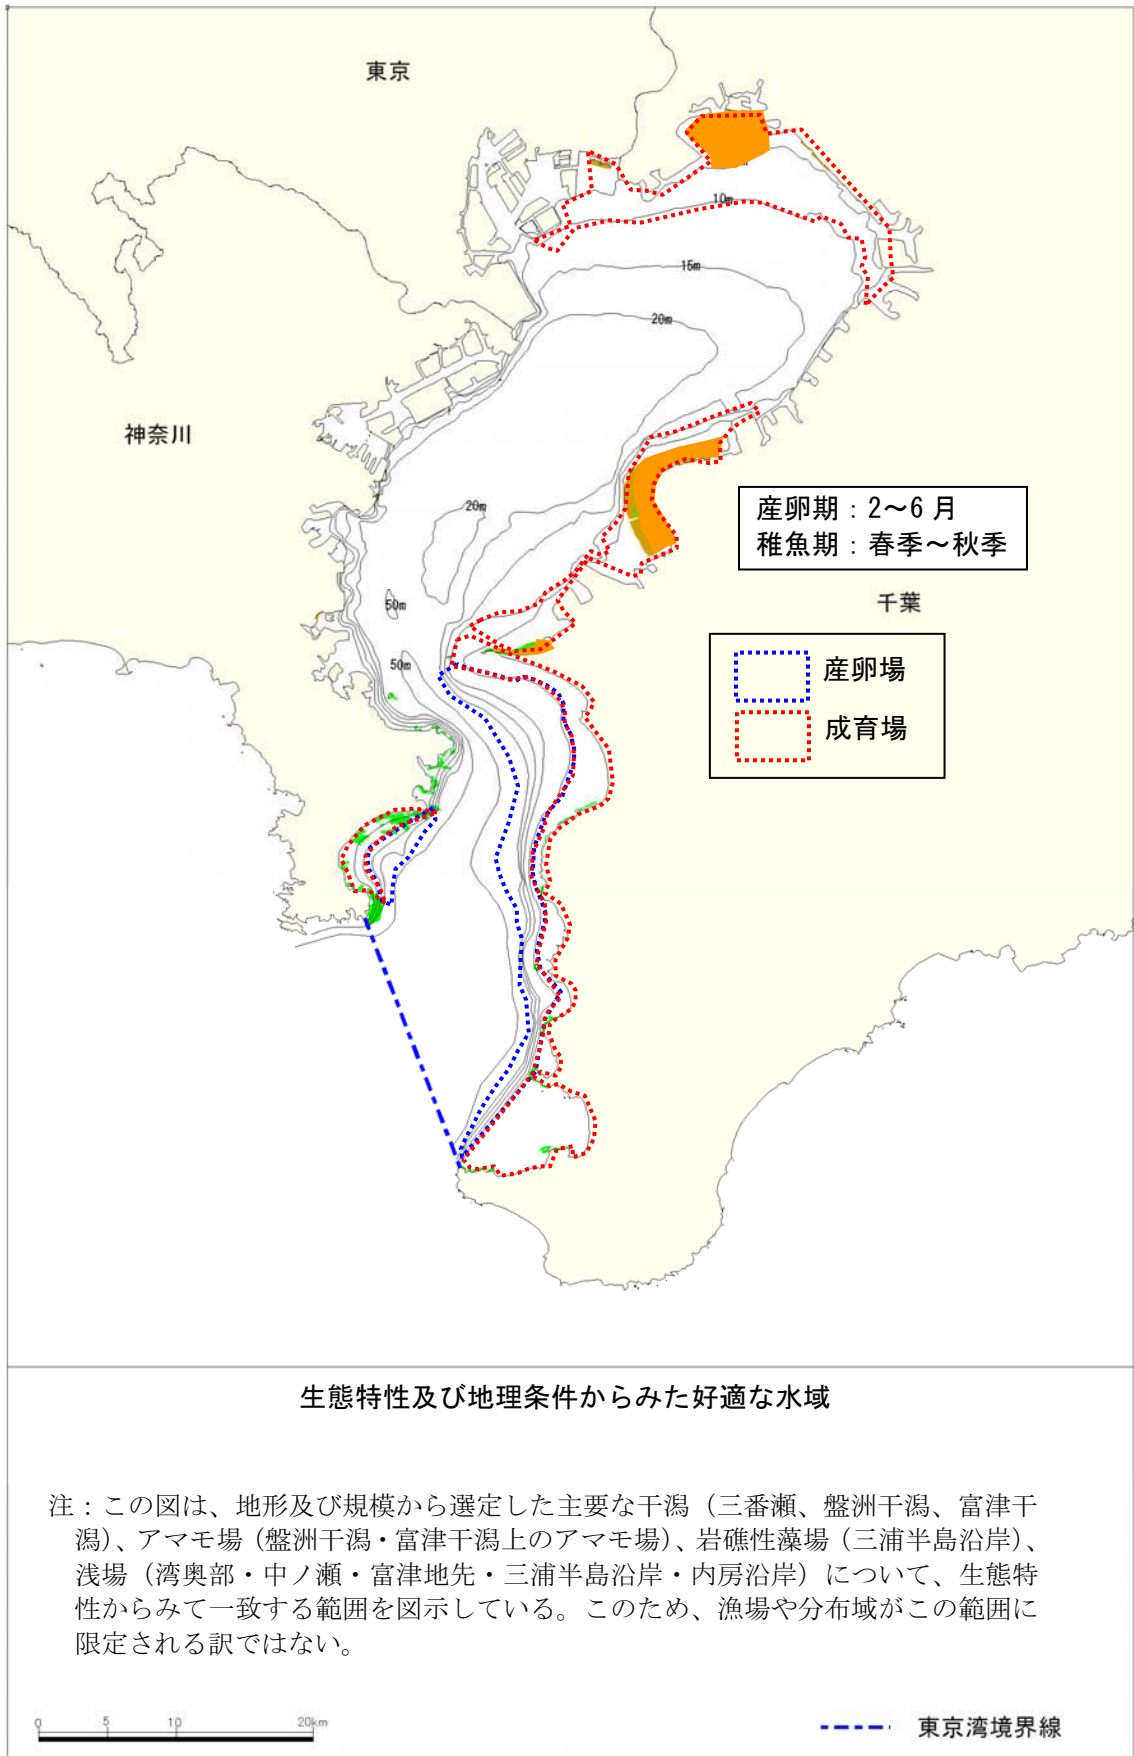 東京
10m
15m
20m
神奈川
20m
産卵期：2～6 月
稚魚期：春季～秋季
千葉
50m
50m
産卵場
成育場
生態特性及び地理条件からみた好適な水域
注：この図は、地形及び規模から選定した主要な干潟（三番瀬、盤洲干潟、富津干
潟）、アマモ場（盤洲干潟・富津干潟上のアマモ場）、岩礁性藻場（三浦半島沿岸）、
浅場（湾奥部・中ノ瀬・富津地先・三浦半島沿岸・内房沿岸）について、生態特
性からみて一致する範囲を図示している。このため、漁場や分布域がこの範囲に
限定される訳ではない。
0 5 10 20km
東京湾境界線